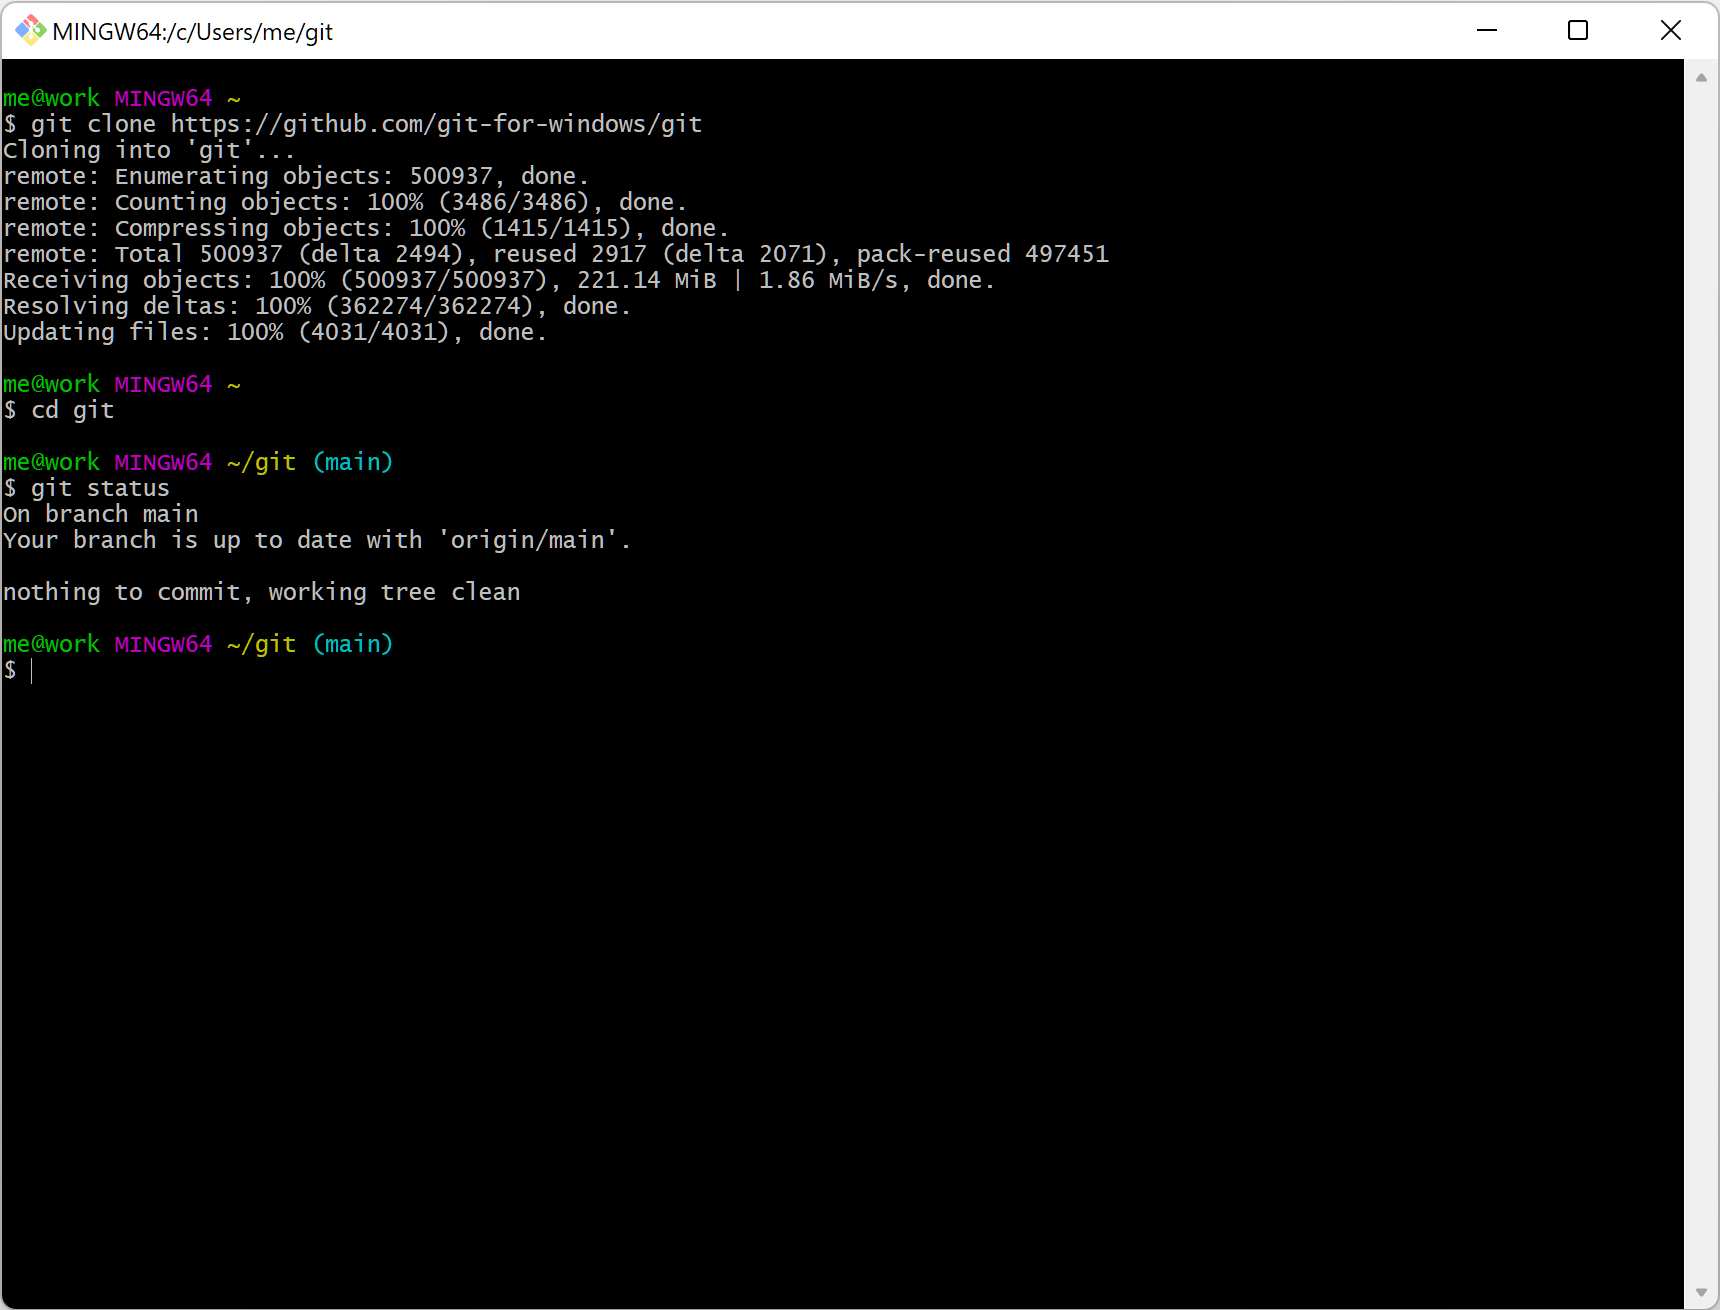 MINGW64:/c/Users/me/git
me@work MINGW64 ~
$ git clone https://github.com/git-for-windows/git
Cloning into 'git'...
remote: Enumerating objects: 500937, done.
remote: Counting objects: 100% (3486/3486), done.
remote: Compressing objects: 100% (1415/1415), done.
remote: Total 500937 (delta 2494), reused 2917 (delta 2071), pack-reused 497451
Receiving objects: 100% (500937/500937), 221.14 MiB | 1.86 MiB/s, done.
Resolving deltas: 100% (362274/362274), done.
Updating files: 100% (4031/4031), done.
me@work MINGW64 ~
$ cd git
me@work MINGW64 ~/git (main)
$ git status
On branch main
Your branch is up to date with 'origin/main'.
nothing to commit, working tree clean
me@work MINGW64 ~/git (main)
$